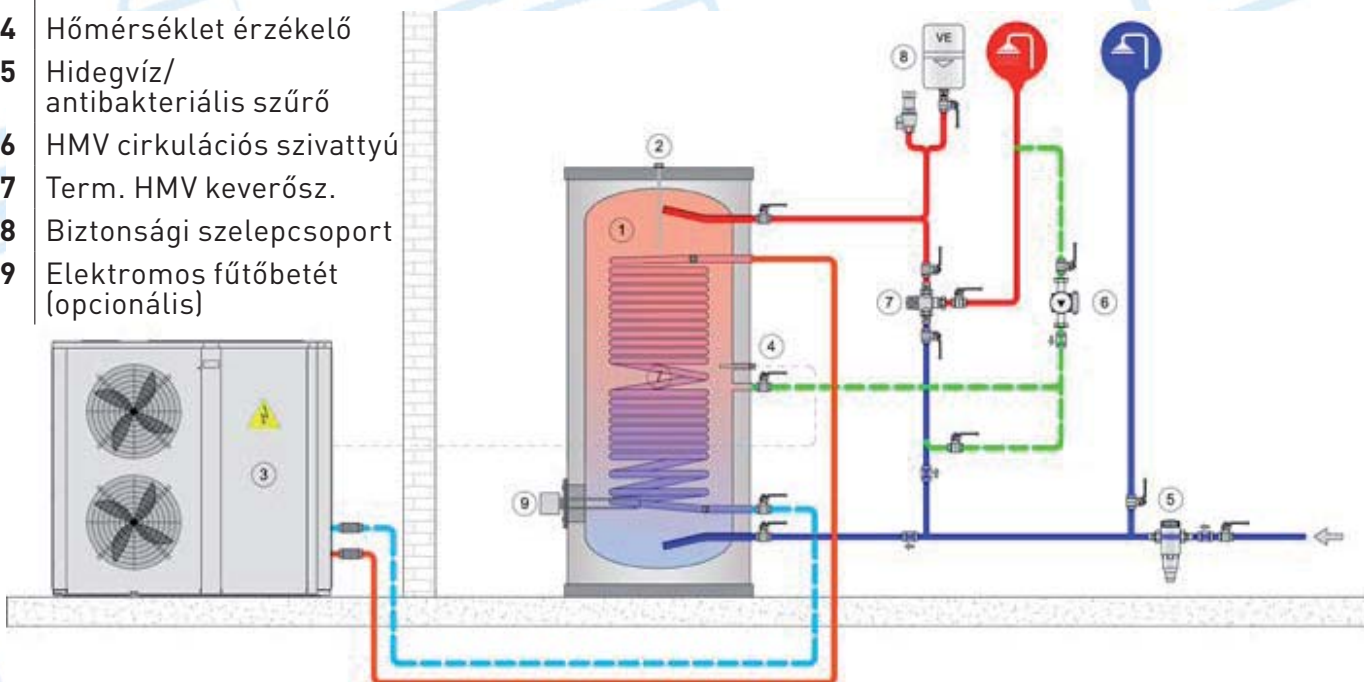 4 Hőmérséklet érzékelő
5 Hidegvíz/
antibakteriális szűrő
6 HMV cirkulációs szivattyú
7 Term. HMV keverősz.
8 Biztonsági szelepcsoport
9 Elektromos fűtőbetét
(opcionális)
VE
8
2
1
7
6
4
3
9
5